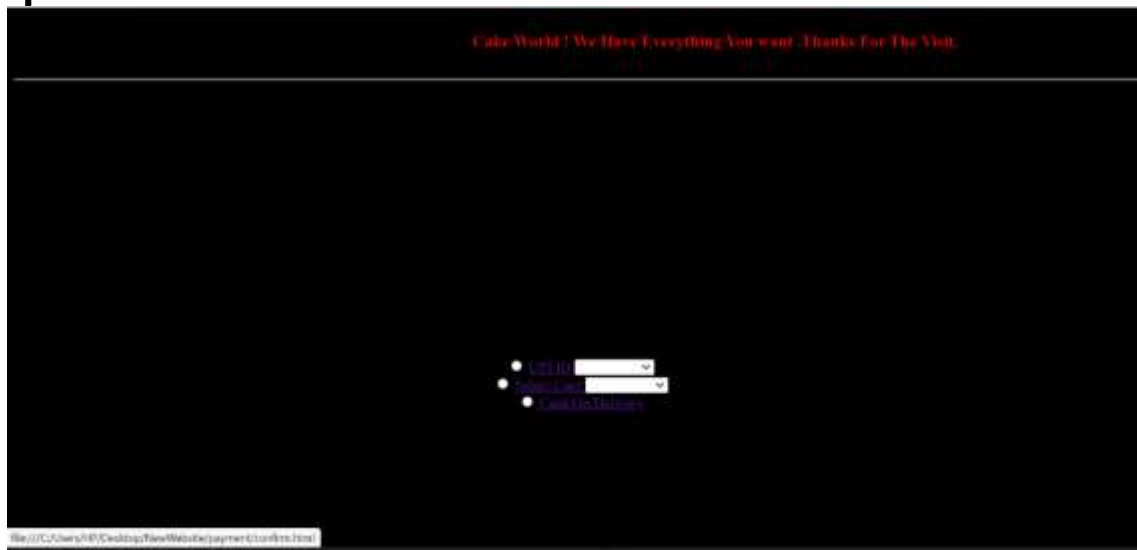 Cake World ! We Have Everything You want .Thanks For The Visit.
UPI ID
Select Card
Cash On Delivery
file:///C:/Users/HP/Desktop/NewWebsite/payment/confirm.html